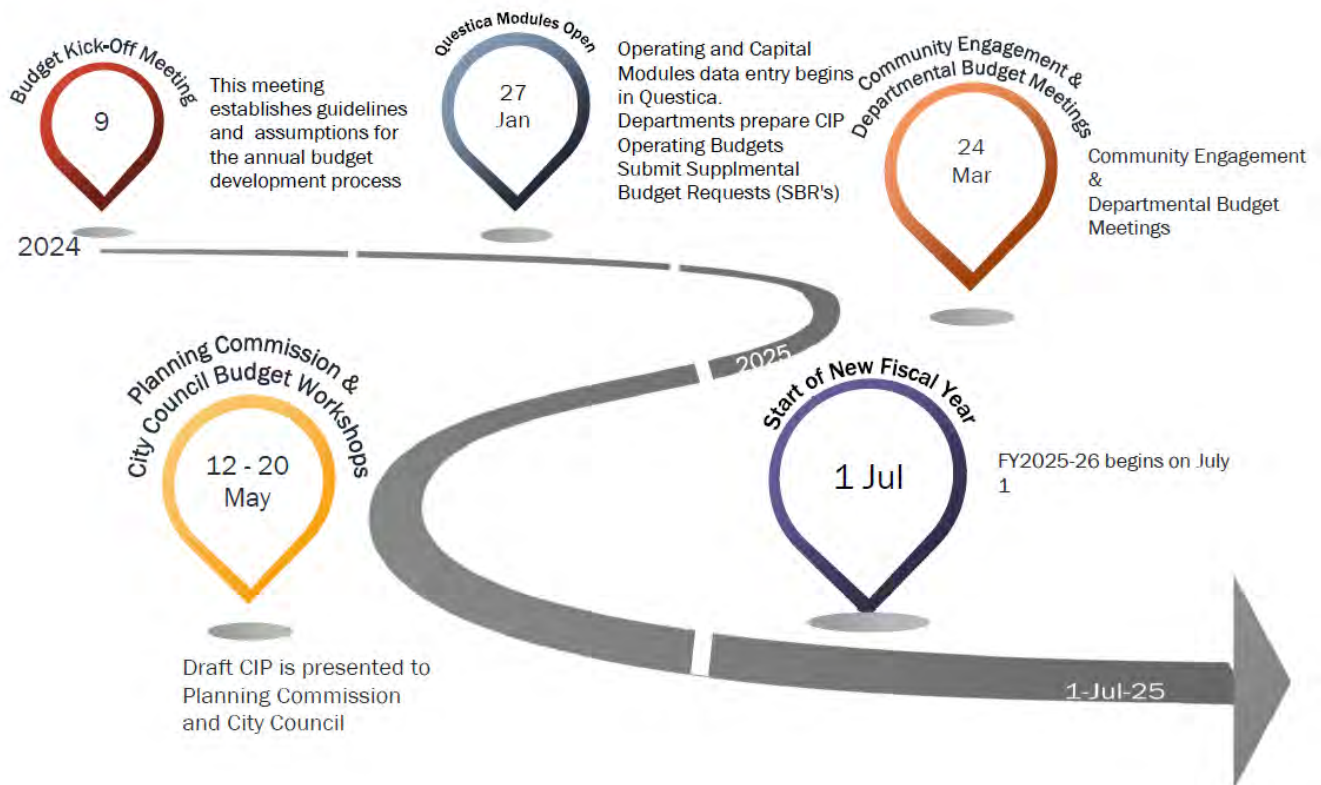 Budget Kick-Off Meeting
9
This meeting
establishes guidelines
and assumptions for
the annual budget
development process
Questica Modules Open
27
Jan
Operating and Capital
Modules data entry begins
in Questica.
Departments prepare CIP
Operating Budgets
Submit Supplmental
Budget Requests (SBR's)
Community Engagement &
Departmental Budget Meetings
24
Mar
Community Engagement
&
Departmental Budget
Meetings
2024
2025
Planning Commission &
City Council Budget Workshops
12 - 20
May
Draft CIP is presented to
Planning Commission
and City Council
Start of New Fiscal Year
1 Jul
FY2025-26 begins on July
1
1-Jul-25